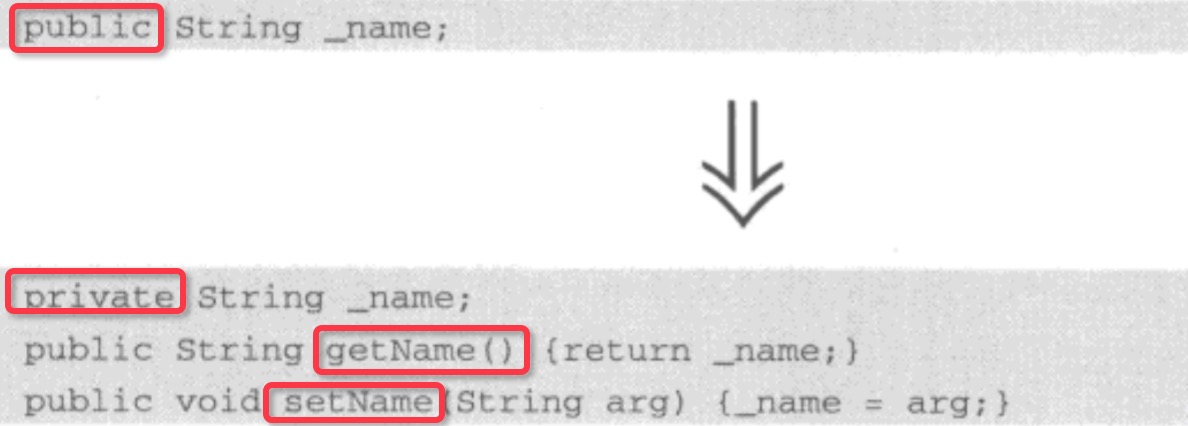 public String _name;
private String _name;
public String getName() {return _name;}
public void setName(String arg) {_name = arg;}